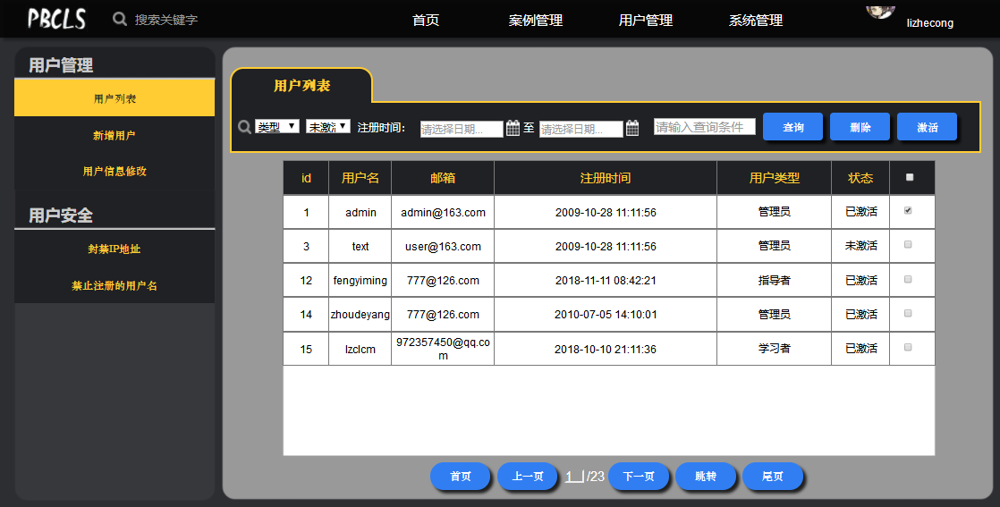 PBCLS 搜索关键字 首页 案例管理 用户管理 系统管理 lizhecong
用户管理
用户列表
新增用户
用户信息修改
用户安全
封禁IP地址
禁止注册的用户名
用户列表
类型 未激活 注册时间： 请选择日期... 至 请选择日期... 请输入查询条件 查询 删除 激活
id 用户名 邮箱 注册时间 用户类型 状态
1 admin admin@163.com 2009-10-28 11:11:56 管理员 已激活
3 text user@163.com 2009-10-28 11:11:56 管理员 未激活
12 fengyiming 777@126.com 2018-11-11 08:42:21 指导者 已激活
14 zhoudeyang 777@126.com 2010-07-05 14:10:01 管理员 已激活
15 lzclcm 972357450@qq.co
m 2018-10-10 21:11:36 学习者 已激活
首页 上一页 1 /23 下一页 跳转 尾页